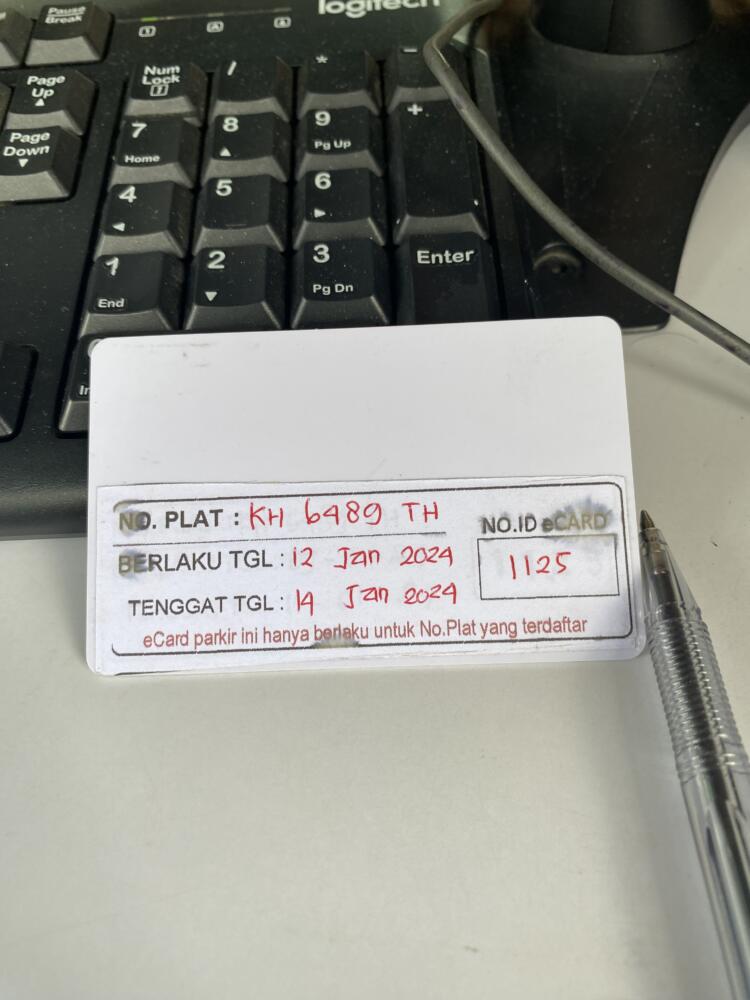 logitech
Pause Break
1 A
Page Up
Num Lock / * -
7 Home 8 9 Pg Up +
Page Down
4 5 6
1 End 2 3 Pg Dn Enter
In
NO. PLAT : KH 6489 TH
NO.ID eCARD
BERLAKU TGL : 12 Jan 2024
1125
TENGGAT TGL : 14 Jan 2024
eCard parkir ini hanya berlaku untuk No.Plat yang terdaftar